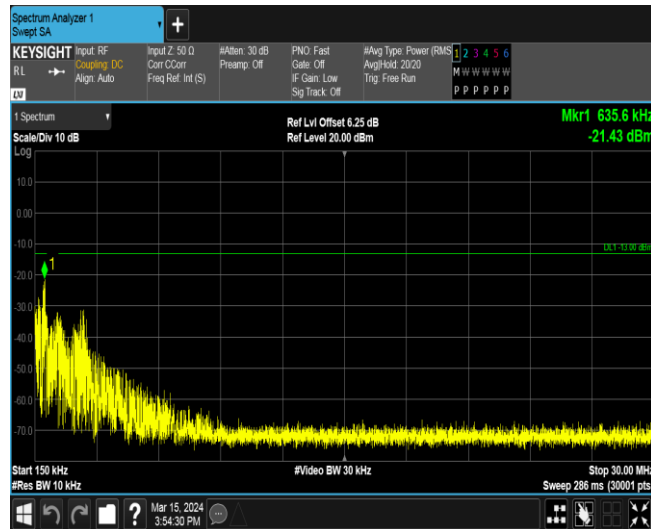 Spectrum Analyzer 1
Swept SA
+
KEYSIGHT
RL
LXI
Input: RF
Coupling: DC
Align: Auto
Input Z: 50 Ω
Corr CCorr
Freq Ref: Int (S)
#Atten: 30 dB
Preamp: Off
PNO: Fast
Gate: Off
IF Gain: Low
Sig Track: Off
#Avg Type: Power (RMS
Avg|Hold: 20/20
Trig: Free Run
1 2 3 4 5 6
M W W W W W
P P P P P P
1 Spectrum
Scale/Div 10 dB
Log
Ref Lvl Offset 6.25 dB
Ref Level 20.00 dBm
Mkr1 635.6 kHz
-21.43 dBm
10.0
0.00
-10.0
DL1 -13.00 dBm
1
-20.0
-30.0
-40.0
-50.0
-60.0
-70.0
Start 150 kHz
#Res BW 10 kHz
#Video BW 30 kHz
Stop 30.00 MHz
Sweep 286 ms (30001 pts)
?
Mar 15, 2024
3:54:30 PM